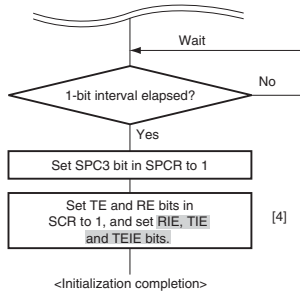 Wait
1-bit interval elapsed?
No
Yes
Set SPC3 bit in SPCR to 1
Set TE and RE bits in
SCR to 1, and set RIE, TIE
and TEIE bits.
[4]
<Initialization completion>